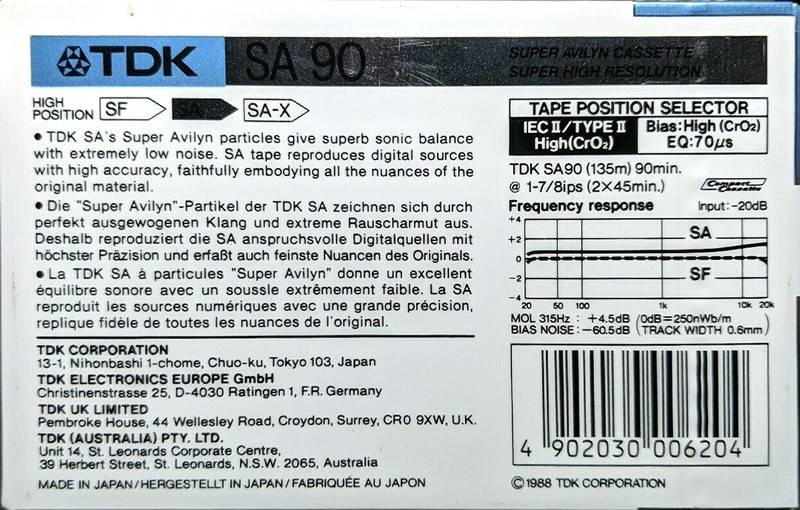 TDK SA 90
SUPER AVILYN CASSETTE
SUPER HIGH RESOLUTION
HIGH POSITION SF SA SA-X
• TDK SA's Super Avilyn particles give superb sonic balance
with extremely low noise. SA tape reproduces digital sources
with high accuracy, faithfully embodying all the nuances of the
original material.
• Die "Super Avilyn"-Partikel der TDK SA zeichnen sich durch
perfekt ausgewogenen Klang und extreme Rauscharmut aus.
Deshalb reproduziert die SA anspruchsvolle Digitalquellen mit
höchster Präzision und erfaßt auch feinste Nuancen des Originals.
• La TDK SA à particules "Super Avilyn" donne un excellent
équilibre sonore avec un soussle extrêmement faible. La SA
reproduit les sources numériques avec une grande précision,
replique fidèle de toutes les nuances de l'original.
TDK CORPORATION
13-1, Nihonbashi 1-chome, Chuo-ku, Tokyo 103, Japan
TDK ELECTRONICS EUROPE GmbH
Christinenstrasse 25, D-4030 Ratingen 1, F.R. Germany
TDK UK LIMITED
Pembroke House, 44 Wellesley Road, Croydon, Surrey, CR0 9XW, U.K.
TDK (AUSTRALIA) PTY. LTD.
Unit 14, St. Leonards Corporate Centre,
39 Herbert Street, St. Leonards, N.S.W. 2065, Australia
MADE IN JAPAN/HERGESTELLT IN JAPAN/FABRIQUÉE AU JAPON
TAPE POSITION SELECTOR
IEC II/TYPE II Bias: High (CrO₂)
High(CrO₂) EQ: 70µs
TDK SA90 (135m) 90min.
@ 1-7/8ips (2×45min.)
Compact Cassette
Frequency response Input: -20dB
+4
+2
0
-2
-4
SA
SF
20 50 100 1k 10k 20k
MOL 315Hz : +4.5dB (0dB=250nWb/m
BIAS NOISE: -60.5dB TRACK WIDTH 0.6mm)
4 902030 006204
© 1988 TDK CORPORATION